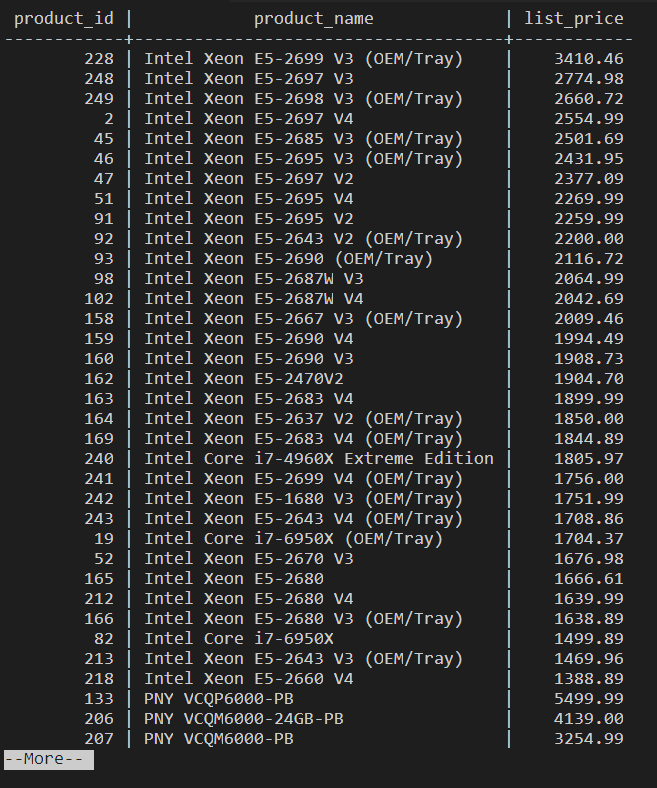 product_id | product_name | list_price
------------+--------------------------------------+------------
228 | Intel Xeon E5-2699 V3 (OEM/Tray) | 3410.46
248 | Intel Xeon E5-2697 V3 | 2774.98
249 | Intel Xeon E5-2698 V3 (OEM/Tray) | 2660.72
2 | Intel Xeon E5-2697 V4 | 2554.99
45 | Intel Xeon E5-2685 V3 (OEM/Tray) | 2501.69
46 | Intel Xeon E5-2695 V3 (OEM/Tray) | 2431.95
47 | Intel Xeon E5-2697 V2 | 2377.09
51 | Intel Xeon E5-2695 V4 | 2269.99
91 | Intel Xeon E5-2695 V2 | 2259.99
92 | Intel Xeon E5-2643 V2 (OEM/Tray) | 2200.00
93 | Intel Xeon E5-2690 (OEM/Tray) | 2116.72
98 | Intel Xeon E5-2687W V3 | 2064.99
102 | Intel Xeon E5-2687W V4 | 2042.69
158 | Intel Xeon E5-2667 V3 (OEM/Tray) | 2009.46
159 | Intel Xeon E5-2690 V4 | 1994.49
160 | Intel Xeon E5-2690 V3 | 1908.73
162 | Intel Xeon E5-2470V2 | 1904.70
163 | Intel Xeon E5-2683 V4 | 1899.99
164 | Intel Xeon E5-2637 V2 (OEM/Tray) | 1850.00
169 | Intel Xeon E5-2683 V4 (OEM/Tray) | 1844.89
240 | Intel Core i7-4960X Extreme Edition | 1805.97
241 | Intel Xeon E5-2699 V4 (OEM/Tray) | 1756.00
242 | Intel Xeon E5-1680 V3 (OEM/Tray) | 1751.99
243 | Intel Xeon E5-2643 V4 (OEM/Tray) | 1708.86
19 | Intel Core i7-6950X (OEM/Tray) | 1704.37
52 | Intel Xeon E5-2670 V3 | 1676.98
165 | Intel Xeon E5-2680 | 1666.61
212 | Intel Xeon E5-2680 V4 | 1639.99
166 | Intel Xeon E5-2680 V3 (OEM/Tray) | 1638.89
82 | Intel Core i7-6950X | 1499.89
213 | Intel Xeon E5-2643 V3 (OEM/Tray) | 1469.96
218 | Intel Xeon E5-2660 V4 | 1388.89
133 | PNY VCQP6000-PB | 5499.99
206 | PNY VCQM6000-24GB-PB | 4139.00
207 | PNY VCQM6000-PB | 3254.99
--More--